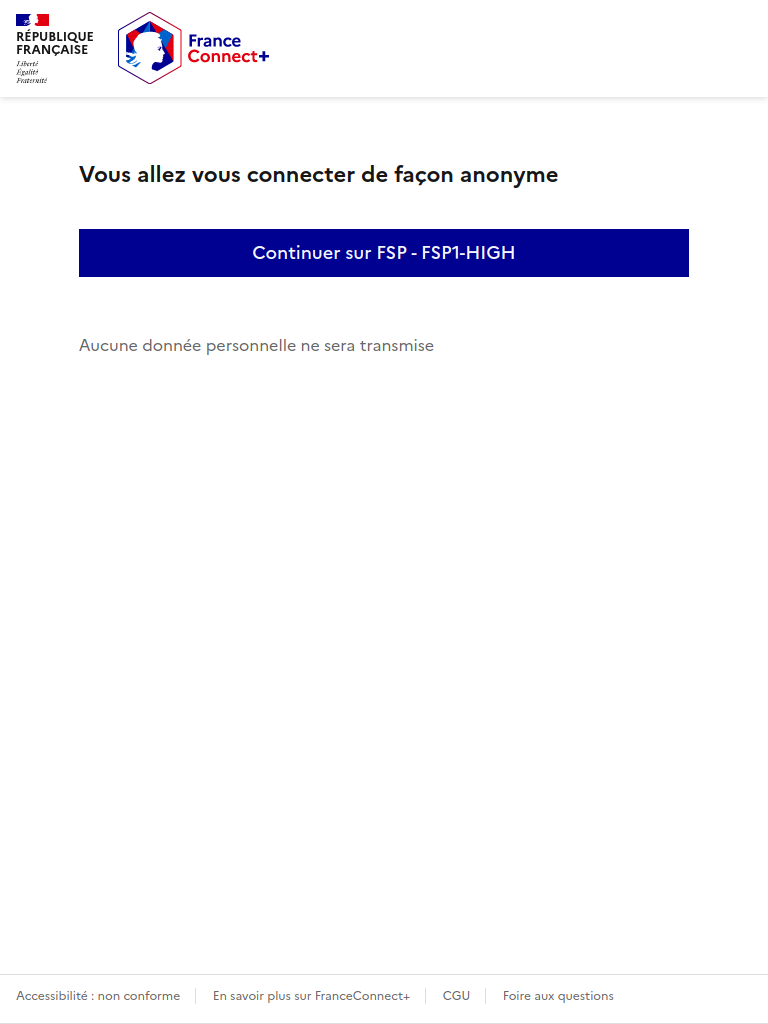 RÉPUBLIQUE
FRANÇAISE
Liberté
Égalité
Fraternité
France
Connect+
Vous allez vous connecter de façon anonyme
Continuer sur FSP - FSP1-HIGH
Aucune donnée personnelle ne sera transmise
Accessibilité : non conforme
En savoir plus sur FranceConnect+
CGU
Foire aux questions